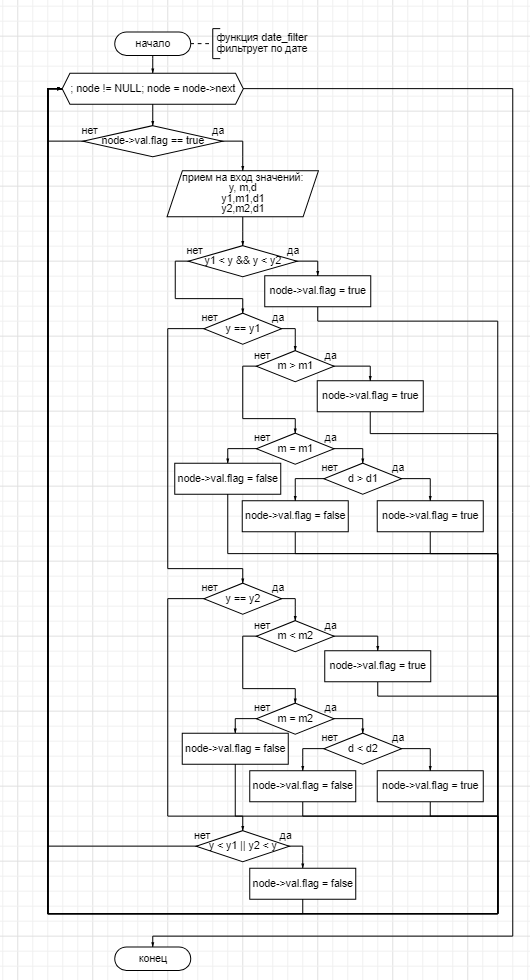 начало
функция date_filter
фильтрует по дате
; node != NULL; node = node->next
нет
да
node->val.flag == true
прием на вход значений:
y, m,d
y1,m1,d1
y2,m2,d1
нет
да
y1 < y && y < y2
node->val.flag = true
нет
да
y == y1
нет
да
m > m1
node->val.flag = true
нет
да
m = m1
node->val.flag = false
нет
да
d > d1
node->val.flag = false
node->val.flag = true
нет
да
y == y2
нет
да
m < m2
node->val.flag = true
нет
да
m = m2
node->val.flag = false
нет
да
d < d2
node->val.flag = false
node->val.flag = true
нет
да
y < y1 || y2 < y
node->val.flag = false
конец